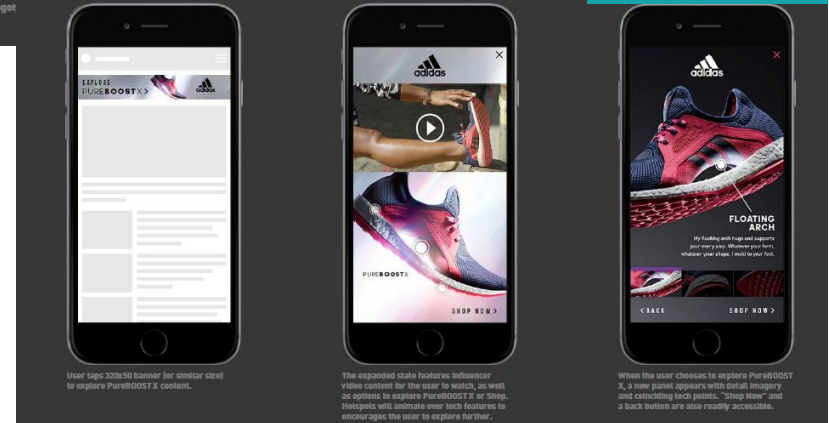 EXPLORE
PUREBOOSTX>
adidas
User taps 320x50 banner (or similar size)
to explore PureBOOST X content.
adidas
PUREBOOSTX
SHOP NOW >
The expanded state features influencer
video content for the user to watch, as well
as options to explore PureBOOST X or Shop.
Hotspots will animate over tech features to
encourages the user to explore further.
adidas
FLOATING
ARCH
My floating arch hugs and supports
your every step. Whatever your form,
whatever your shape, I mold to your foot.
< BACK
SHOP NOW >
When the user chooses to explore PureBOOST
X, a new panel appears with detail imagery
and coinciding tech points. "Shop Now" and
a back button are also readily accessible.